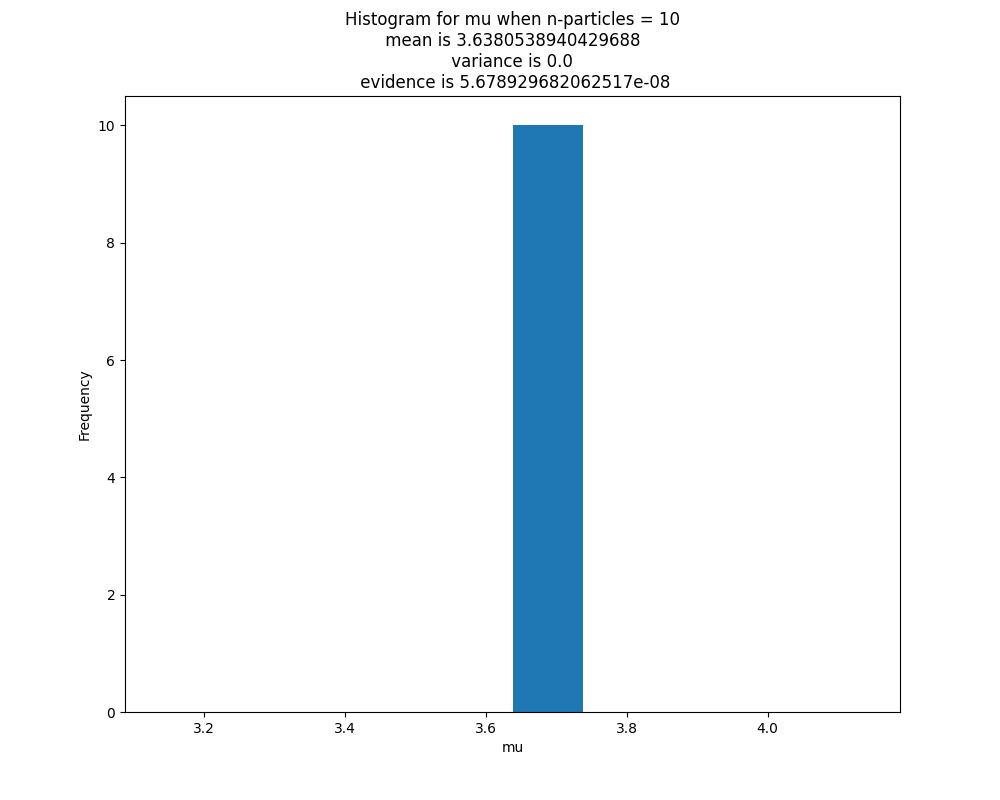 Histogram for mu when n-particles = 10
mean is 3.6380538940429688
variance is 0.0
evidence is 5.678929682062517e-08
10
8
6
4
2
0
Frequency
3.2 3.4 3.6 3.8 4.0
mu